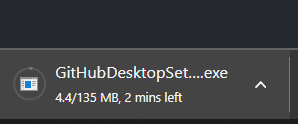 GitHubDesktopSet....exe
4.4/135 MB, 2 mins left